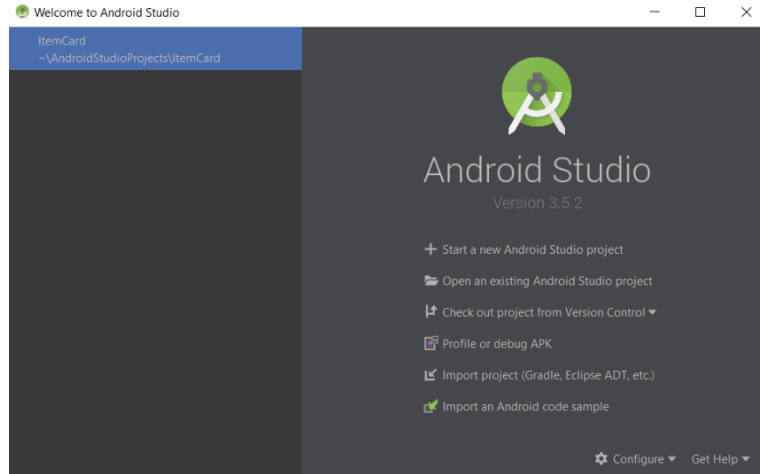 Welcome to Android Studio
ItemCard
~\AndroidStudioProjects\ItemCard
Android Studio
Version 3.5.2
Start a new Android Studio project
Open an existing Android Studio project
Check out project from Version Control
Profile or debug APK
Import project (Gradle, Eclipse ADT, etc.)
Import an Android code sample
Configure Get Help